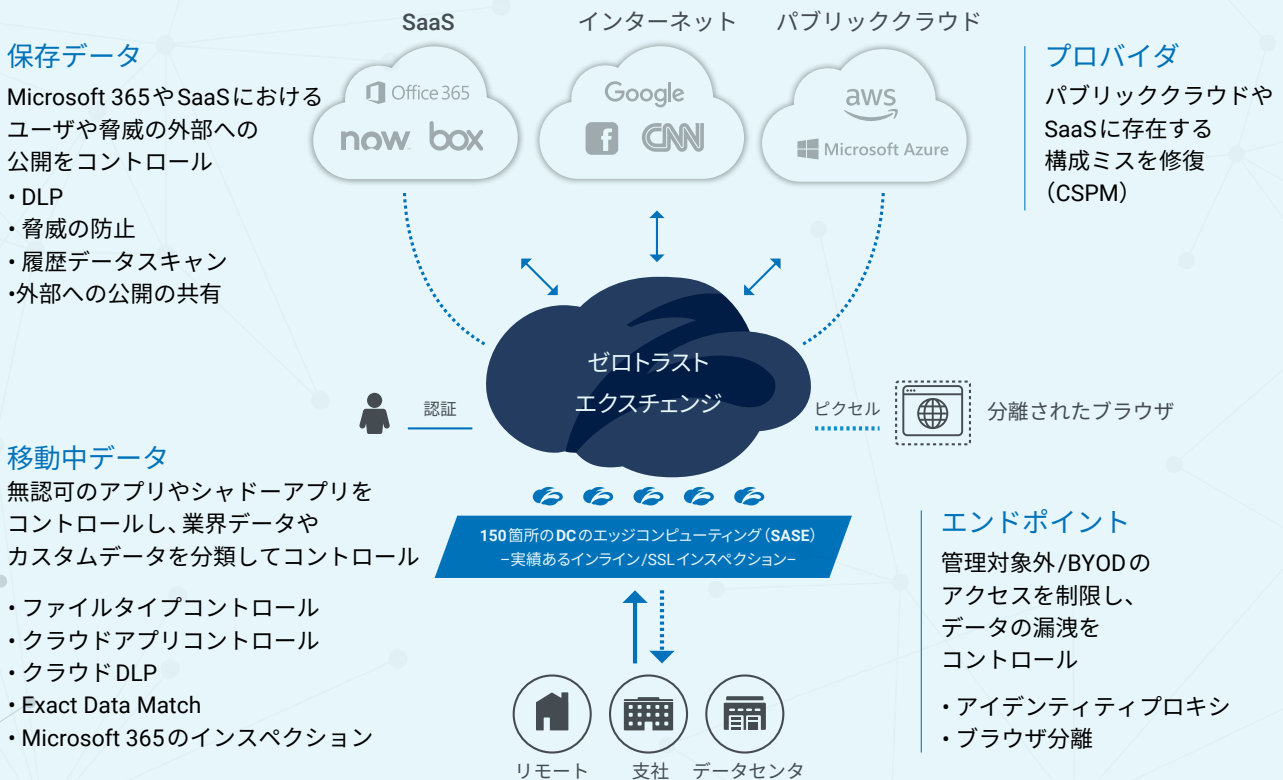 SaaS
インターネット
パブリッククラウド
保存データ
Microsoft 365やSaaSにおける
ユーザや脅威の外部への
公開をコントロール
・DLP
・脅威の防止
・履歴データスキャン
・外部への公開の共有
Office 365
now
box
Google
f
CNN
aws
Microsoft Azure
プロバイダ
パブリッククラウドや
SaaSに存在する
構成ミスを修復
（CSPM）
ゼロトラスト
エクスチェンジ
認証
ピクセル
分離されたブラウザ
移動中データ
無認可のアプリやシャドーアプリを
コントロールし、業界データや
カスタムデータを分類してコントロール
・ファイルタイプコントロール
・クラウドアプリコントロール
・クラウドDLP
・Exact Data Match
・Microsoft 365のインスペクション
150箇所のDCのエッジコンピューティング（SASE）
–実績あるインライン/SSLインスペクション–
エンドポイント
管理対象外/BYODの
アクセスを制限し、
データの漏洩を
コントロール
・アイデンティティプロキシ
・ブラウザ分離
リモート
支社
データセンタ